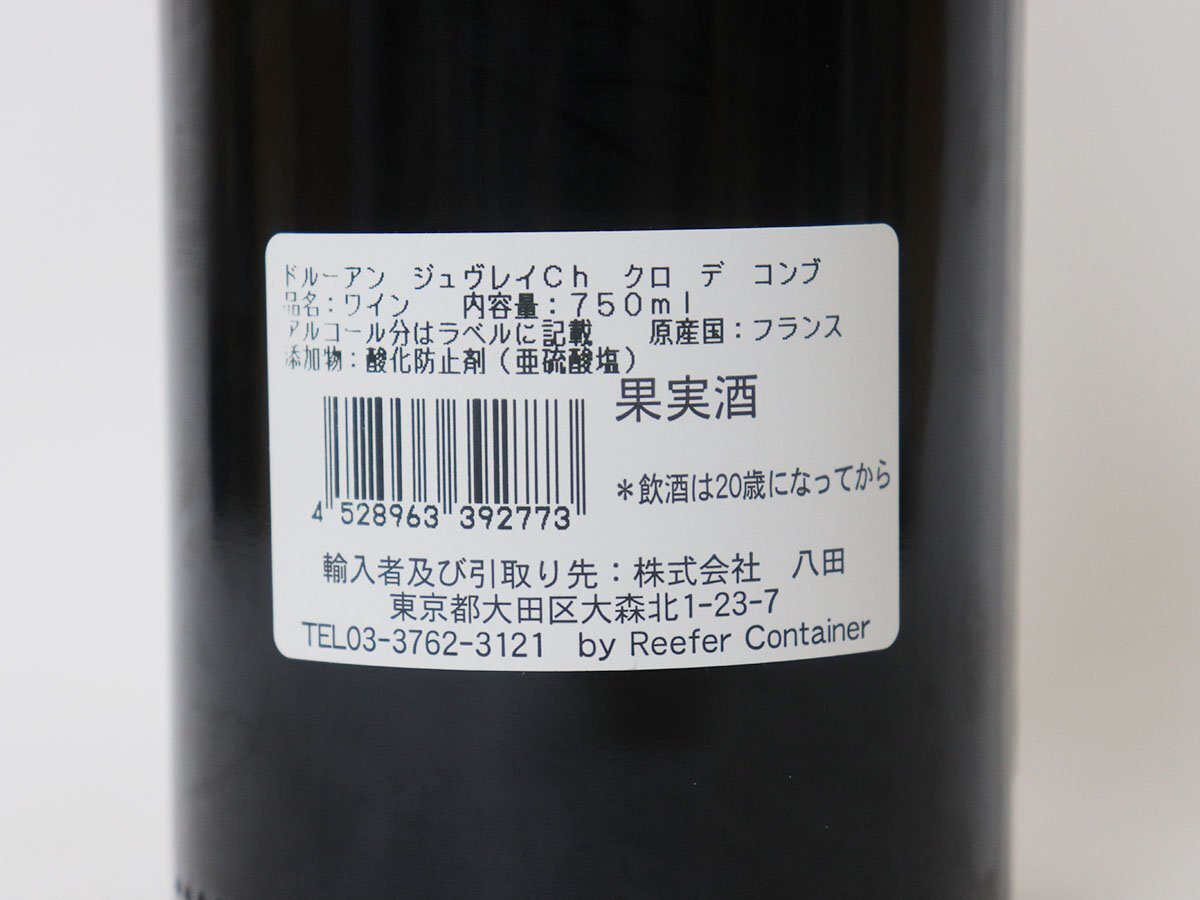 ドルーアン　ジュヴレイＣｈ　クロ　デ　コンブ
品名：ワイン　内容量：７５０ｍｌ
アルコール分はラベルに記載　原産国：フランス
添加物：酸化防止剤（亜硫酸塩）
果実酒
＊飲酒は20歳になってから
4 528963 392773
輸入者及び引取り先：株式会社　八田
東京都大田区大森北1-23-7
TEL03-3762-3121　by Reefer Container